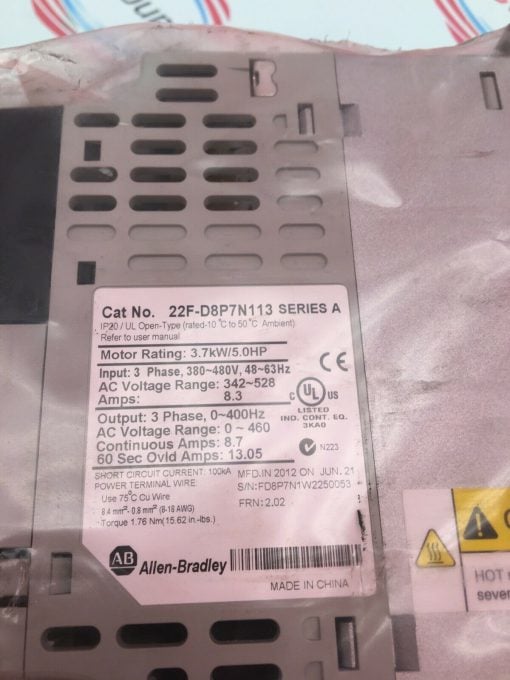 Cat No. 22F-D8P7N113 SERIES A
IP20 / UL Open-Type (rated-10 °C to 50 °C Ambient)
Refer to user manual
Motor Rating: 3.7kW/5.0HP
Input: 3 Phase, 380~480V, 48~63Hz
AC Voltage Range: 342~528
Amps: 8.3
Output: 3 Phase, 0~400Hz
AC Voltage Range: 0 ~ 460
Continuous Amps: 8.7
60 Sec Ovld Amps: 13.05
CE
C UL US
LISTED
IND. CONT. EQ.
3KA8
N223
SHORT CIRCUIT CURRENT: 100kA
POWER TERMINAL WIRE:
Use 75°C Cu Wire
8.4 mm² -0.8 mm² (8-18 AWG)
Torque 1.76 Nm(15.62 in.-lbs.)
MFD.IN 2012 ON JUN. 21
S/N:FD8P7N1W2250053
FRN: 2.02
AB Allen-Bradley
MADE IN CHINA
HOT